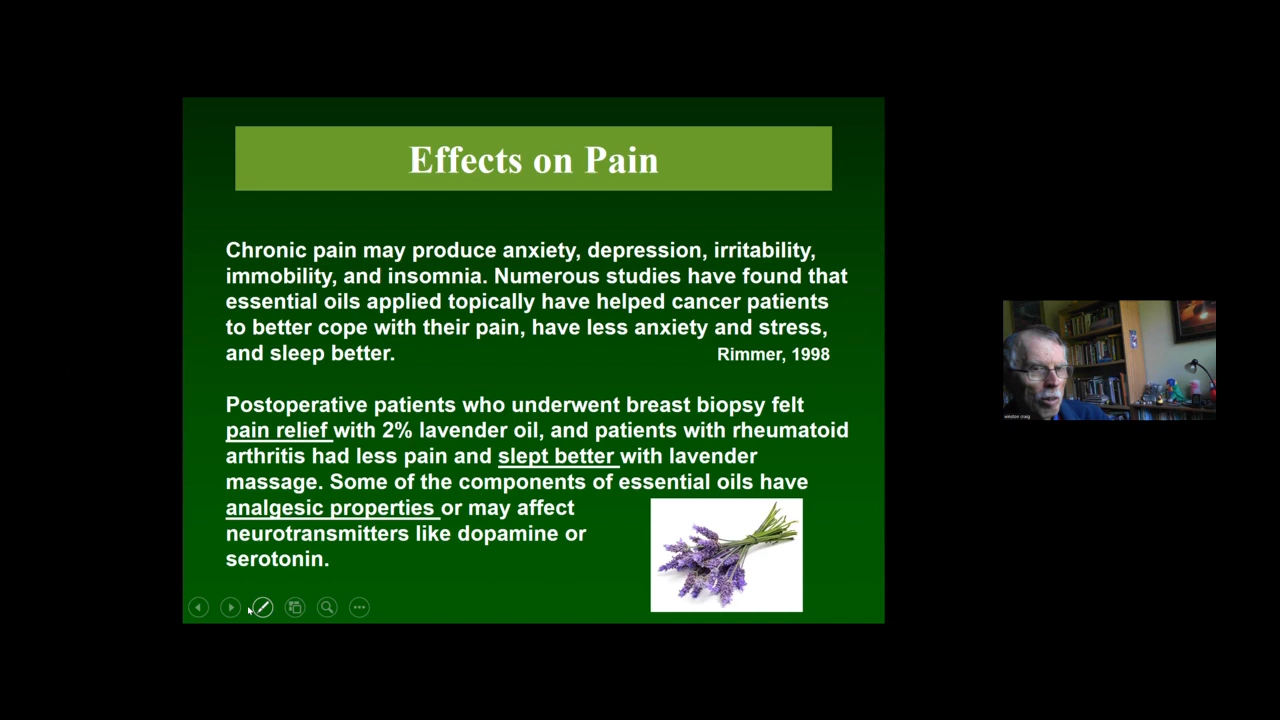 Effects on Pain
Chronic pain may produce anxiety, depression, irritability,
immobility, and insomnia. Numerous studies have found that
essential oils applied topically have helped cancer patients
to better cope with their pain, have less anxiety and stress,
and sleep better. Rimmer, 1998
Postoperative patients who underwent breast biopsy felt
pain relief with 2% lavender oil, and patients with rheumatoid
arthritis had less pain and slept better with lavender
massage. Some of the components of essential oils have
analgesic properties or may affect
neurotransmitters like dopamine or
serotonin.
winston craig